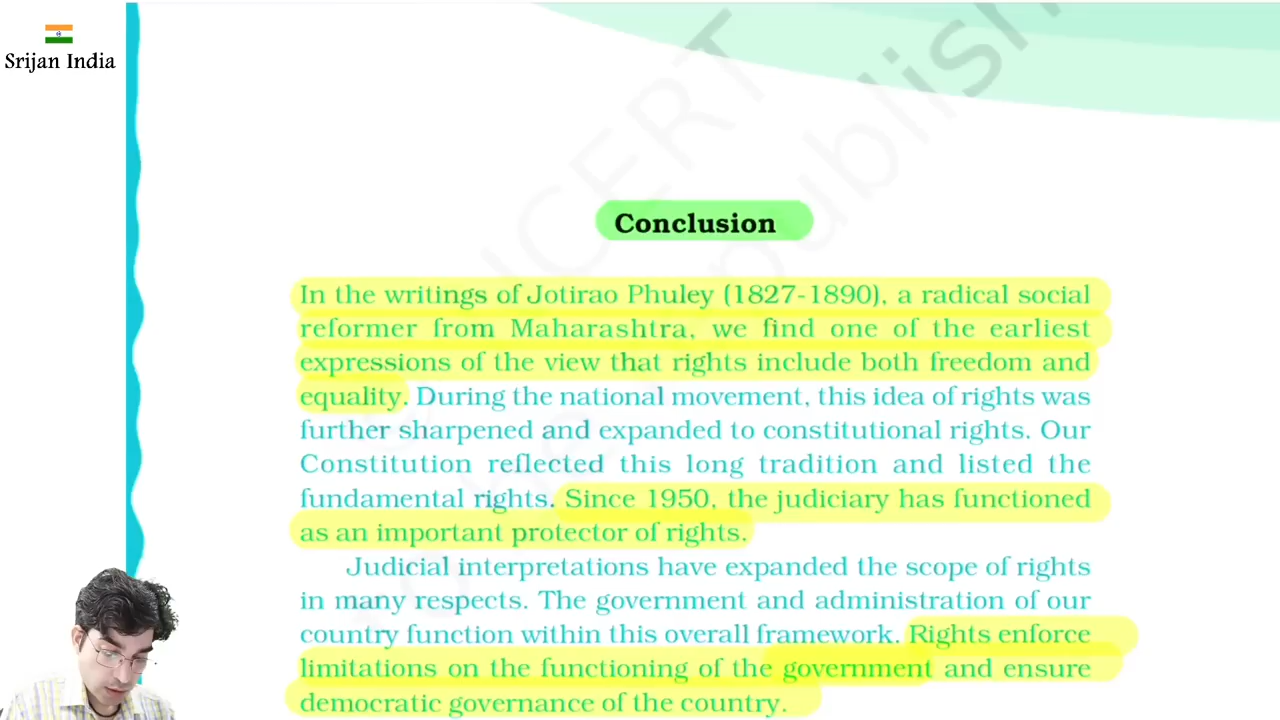 Srijan India
NCERT
publish
Conclusion
In the writings of Jotirao Phuley (1827-1890), a radical social
reformer from Maharashtra, we find one of the earliest
expressions of the view that rights include both freedom and
equality. During the national movement, this idea of rights was
further sharpened and expanded to constitutional rights. Our
Constitution reflected this long tradition and listed the
fundamental rights. Since 1950, the judiciary has functioned
as an important protector of rights.
Judicial interpretations have expanded the scope of rights
in many respects. The government and administration of our
country function within this overall framework. Rights enforce
limitations on the functioning of the government and ensure
democratic governance of the country.